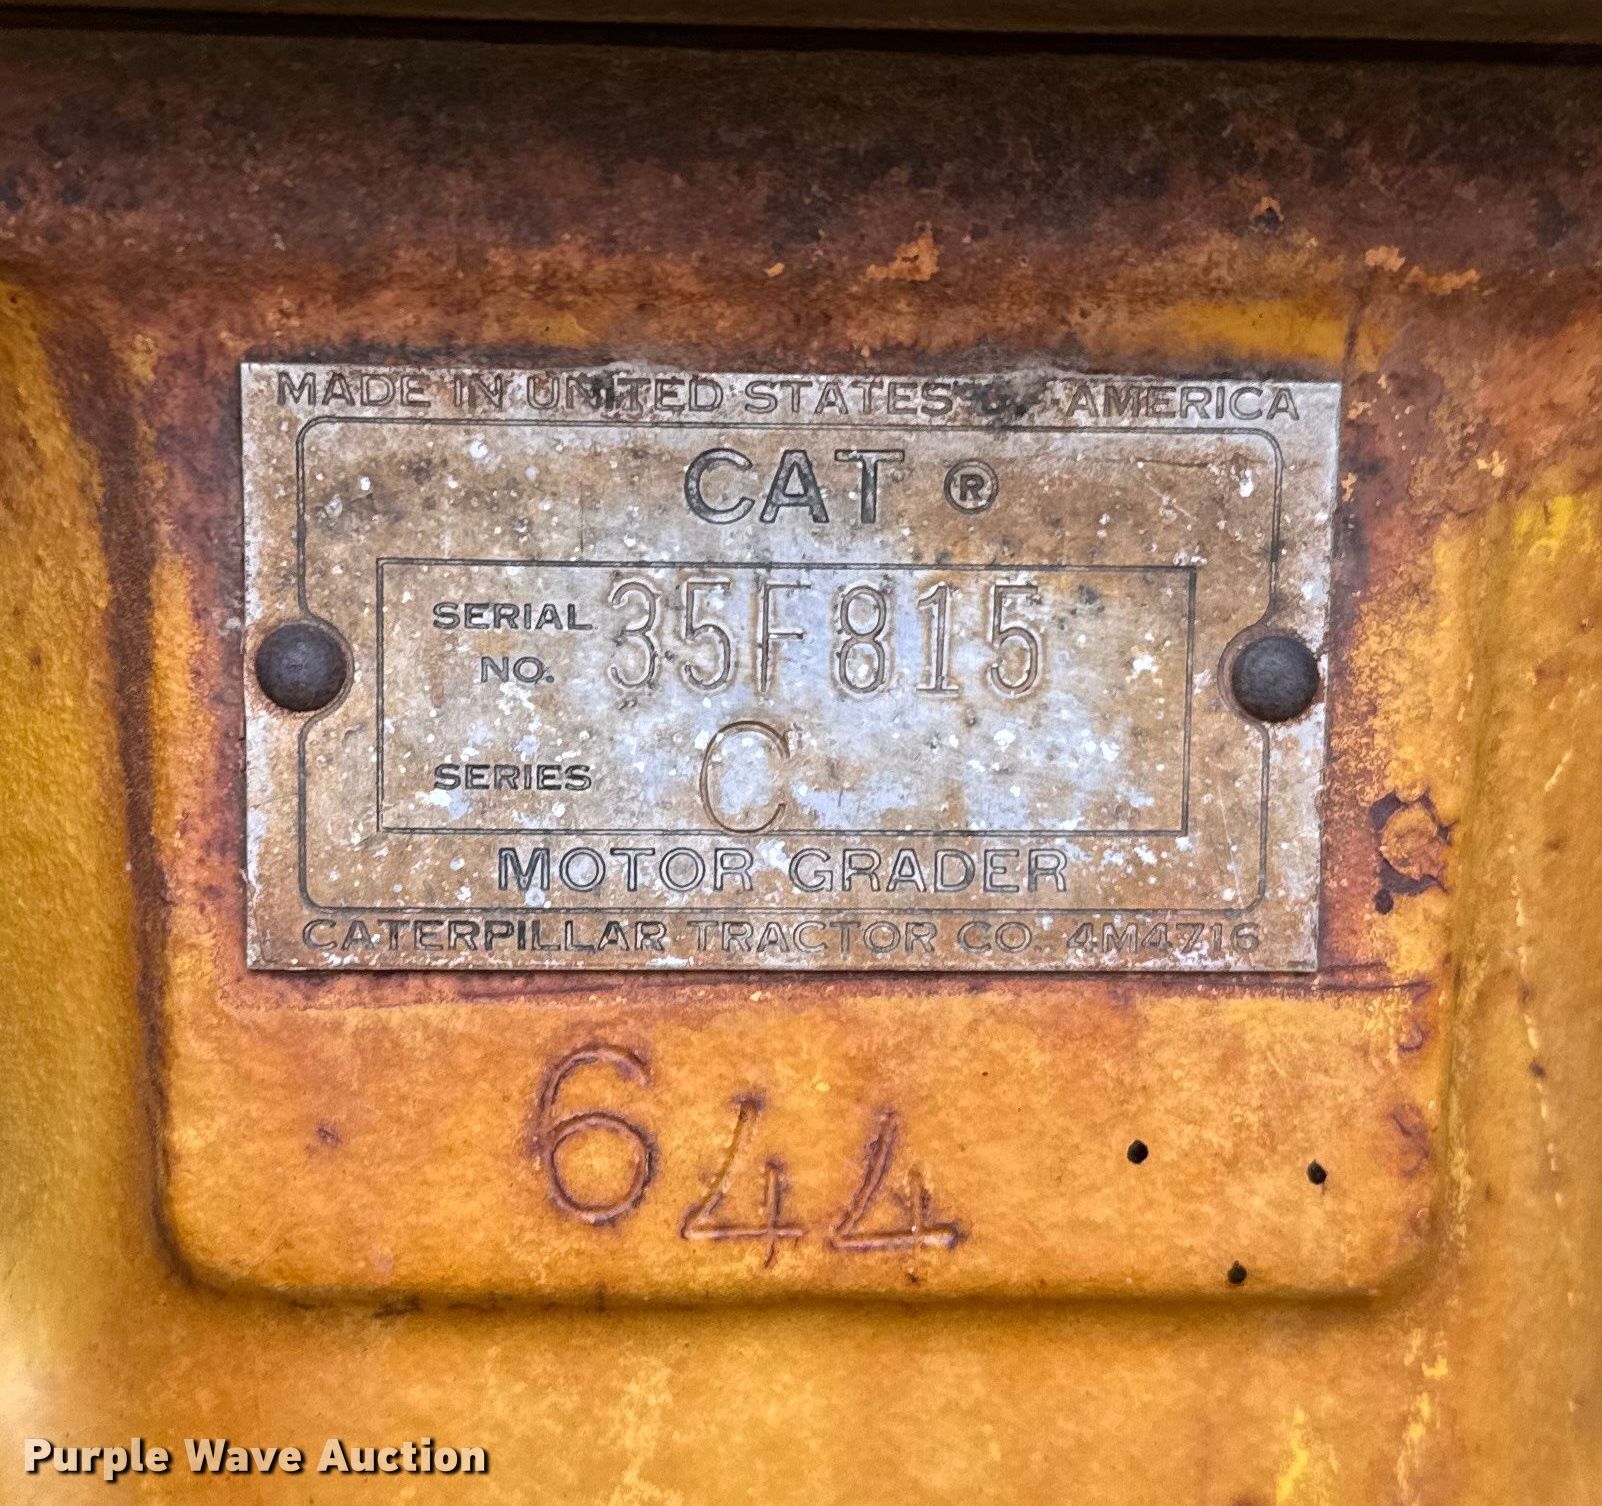 MADE IN UNITED STATES OF AMERICA
CAT ®
SERIAL NO. 35F815
SERIES C
MOTOR GRADER
CATERPILLAR TRACTOR CO. 4M4716
644
Purple Wave Auction